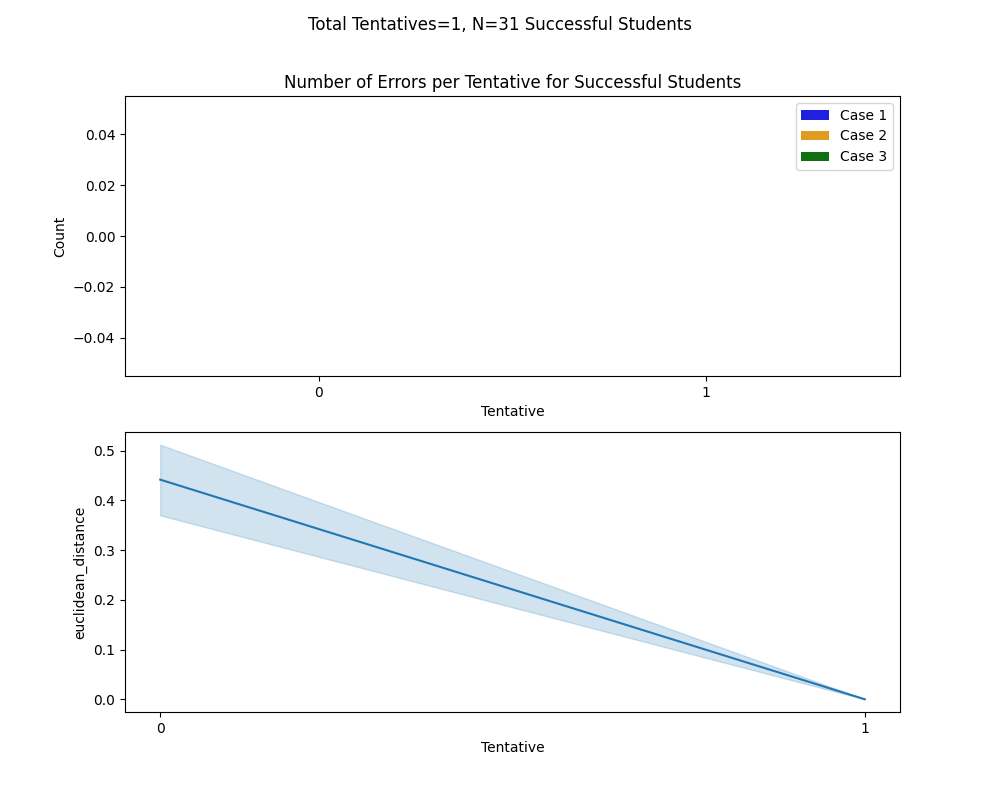 Total Tentatives=1, N=31 Successful Students
Number of Errors per Tentative for Successful Students
Case 1
Case 2
Case 3
0.04
0.02
0.00
−0.02
−0.04
Count
0
1
Tentative
0.5
0.4
0.3
0.2
0.1
0.0
euclidean_distance
0
1
Tentative